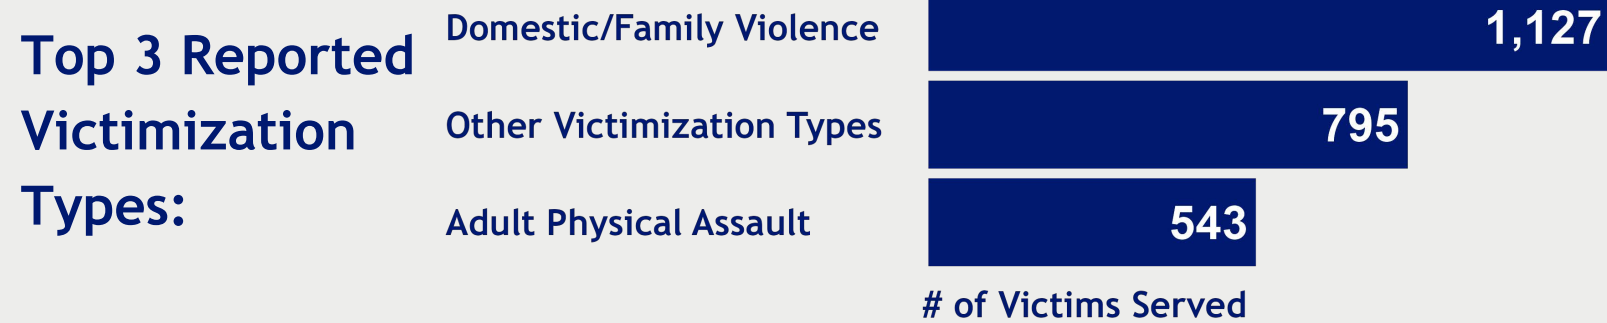 Top 3 Reported
Victimization
Types:
Domestic/Family Violence 1,127
Other Victimization Types 795
Adult Physical Assault 543
# of Victims Served